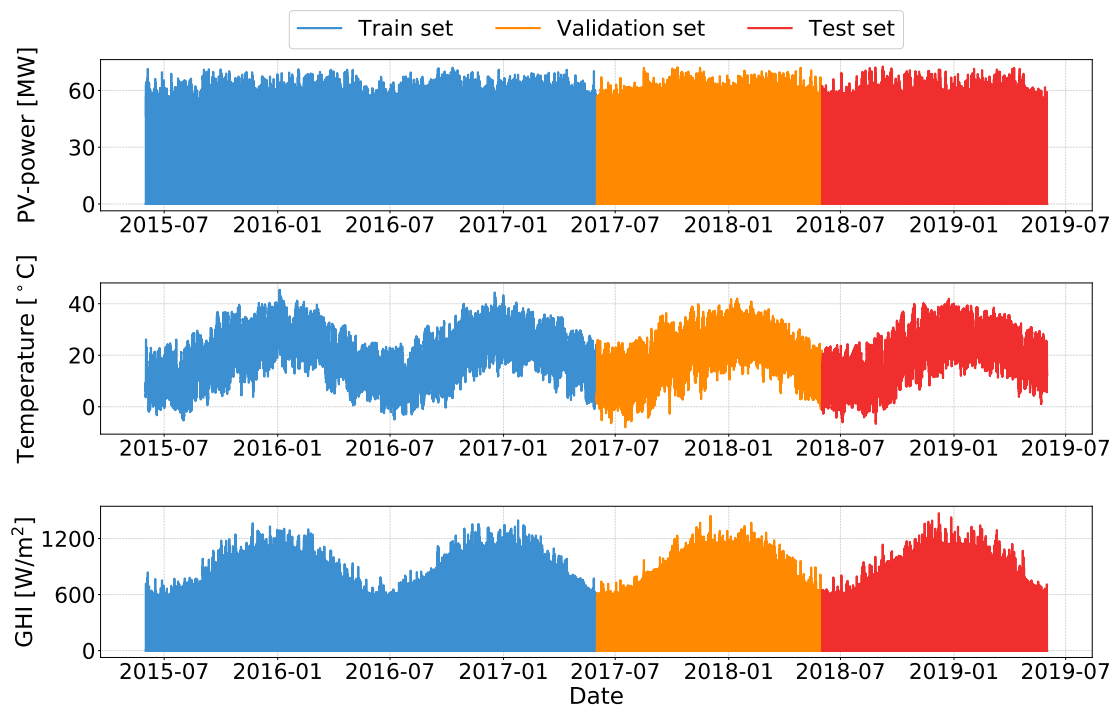 Train set Validation set Test set
PV-power [MW]
60
30
0
2015-07 2016-01 2016-07 2017-01 2017-07 2018-01 2018-07 2019-01 2019-07
Temperature [°C]
40
20
0
2015-07 2016-01 2016-07 2017-01 2017-07 2018-01 2018-07 2019-01 2019-07
GHI [W/m²]
1200
600
0
2015-07 2016-01 2016-07 2017-01 2017-07 2018-01 2018-07 2019-01 2019-07
Date